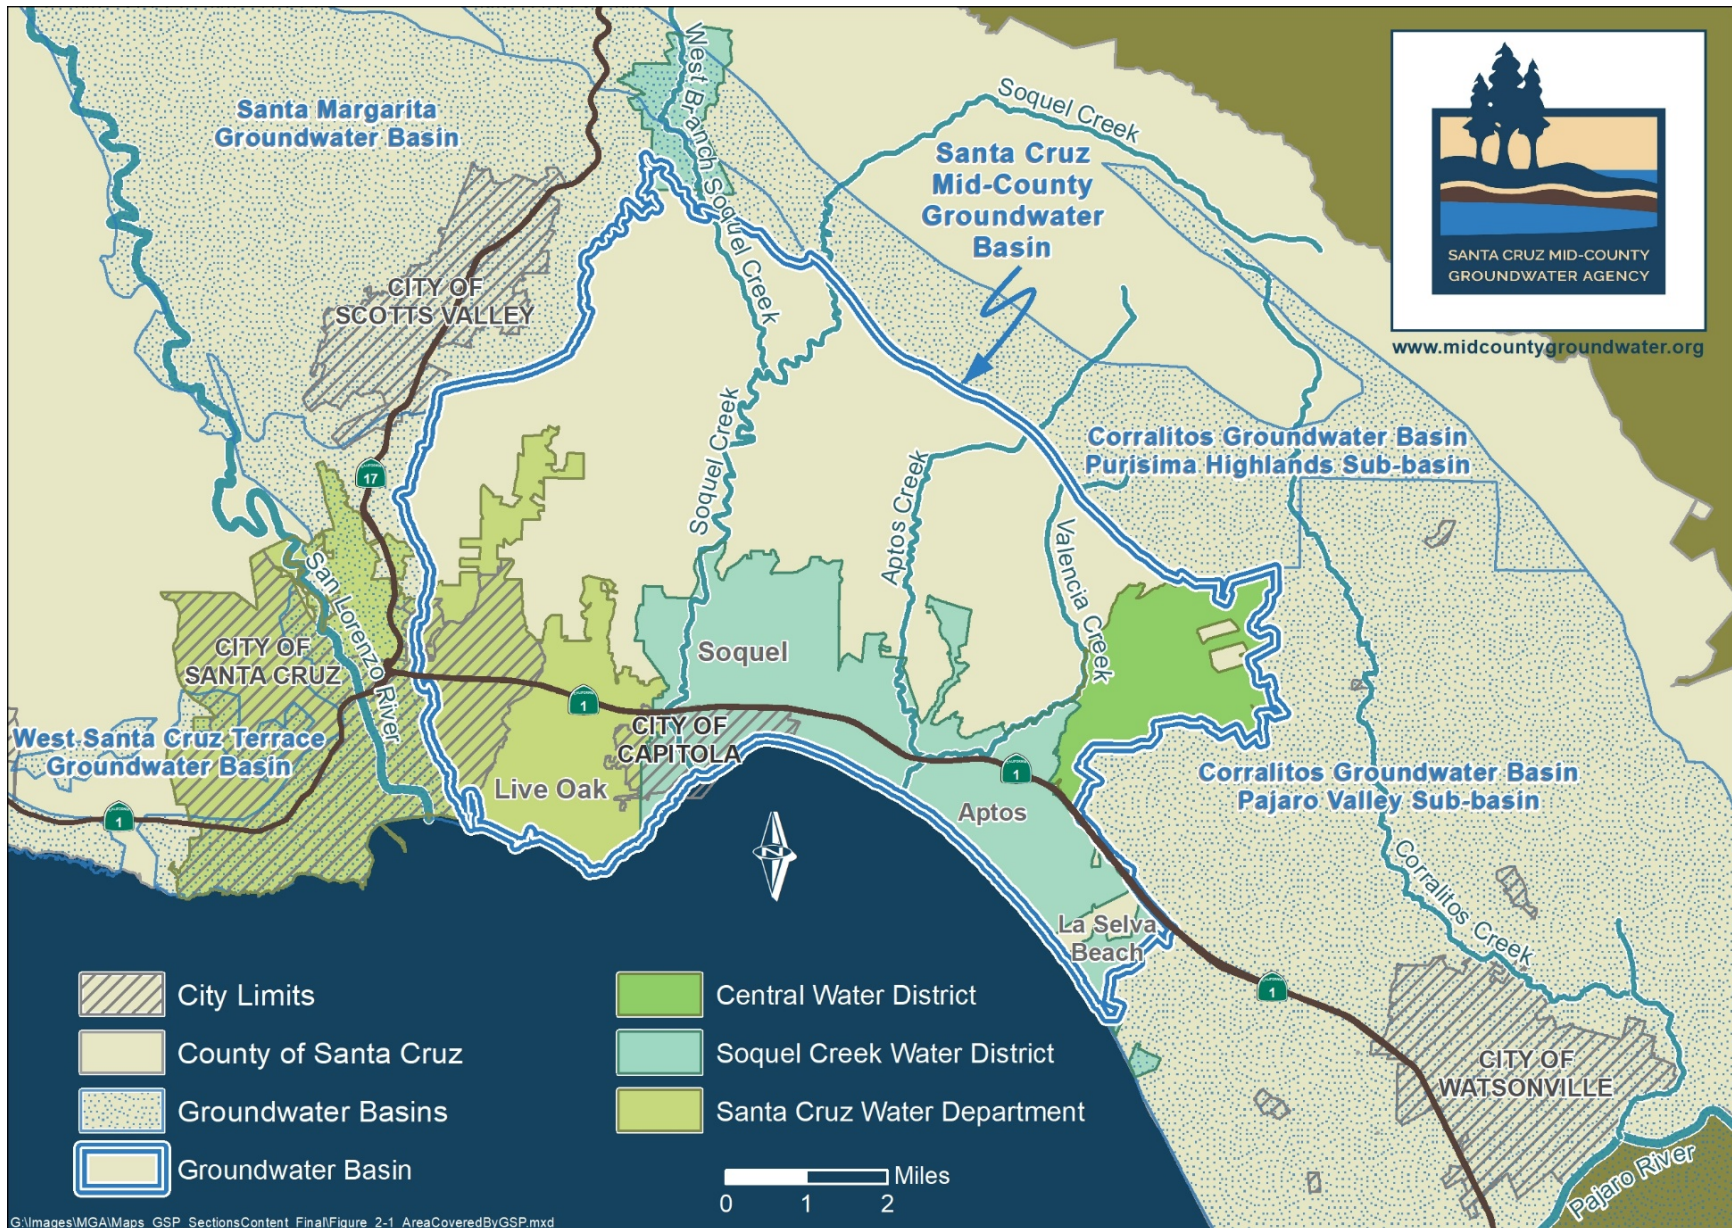 West Branch Soquel Creek
Soquel Creek
Santa Margarita
Groundwater Basin
Santa Cruz
Mid-County
Groundwater
Basin
SANTA CRUZ MID-COUNTY
GROUNDWATER AGENCY
www.midcountygroundwater.org
CITY OF
SCOTTS VALLEY
17
Soquel Creek
Aptos Creek
Valencia Creek
Corralitos Groundwater Basin
Purisima Highlands Sub-basin
San Lorenzo River
CITY OF
SANTA CRUZ
Soquel
1
CITY OF
CAPITOLA
West Santa Cruz Terrace
Groundwater Basin
1
Live Oak
1
Aptos
Corralitos Groundwater Basin
Pajaro Valley Sub-basin
N
La Selva
Beach
Corralitos Creek
1
CITY OF
WATSONVILLE
Pajaro River
City Limits
County of Santa Cruz
Groundwater Basins
Groundwater Basin
Central Water District
Soquel Creek Water District
Santa Cruz Water Department
Miles
0 1 2
G:\Images\MGA\Maps_GSP_SectionsContent_Final\Figure_2-1_AreaCoveredByGSP.mxd